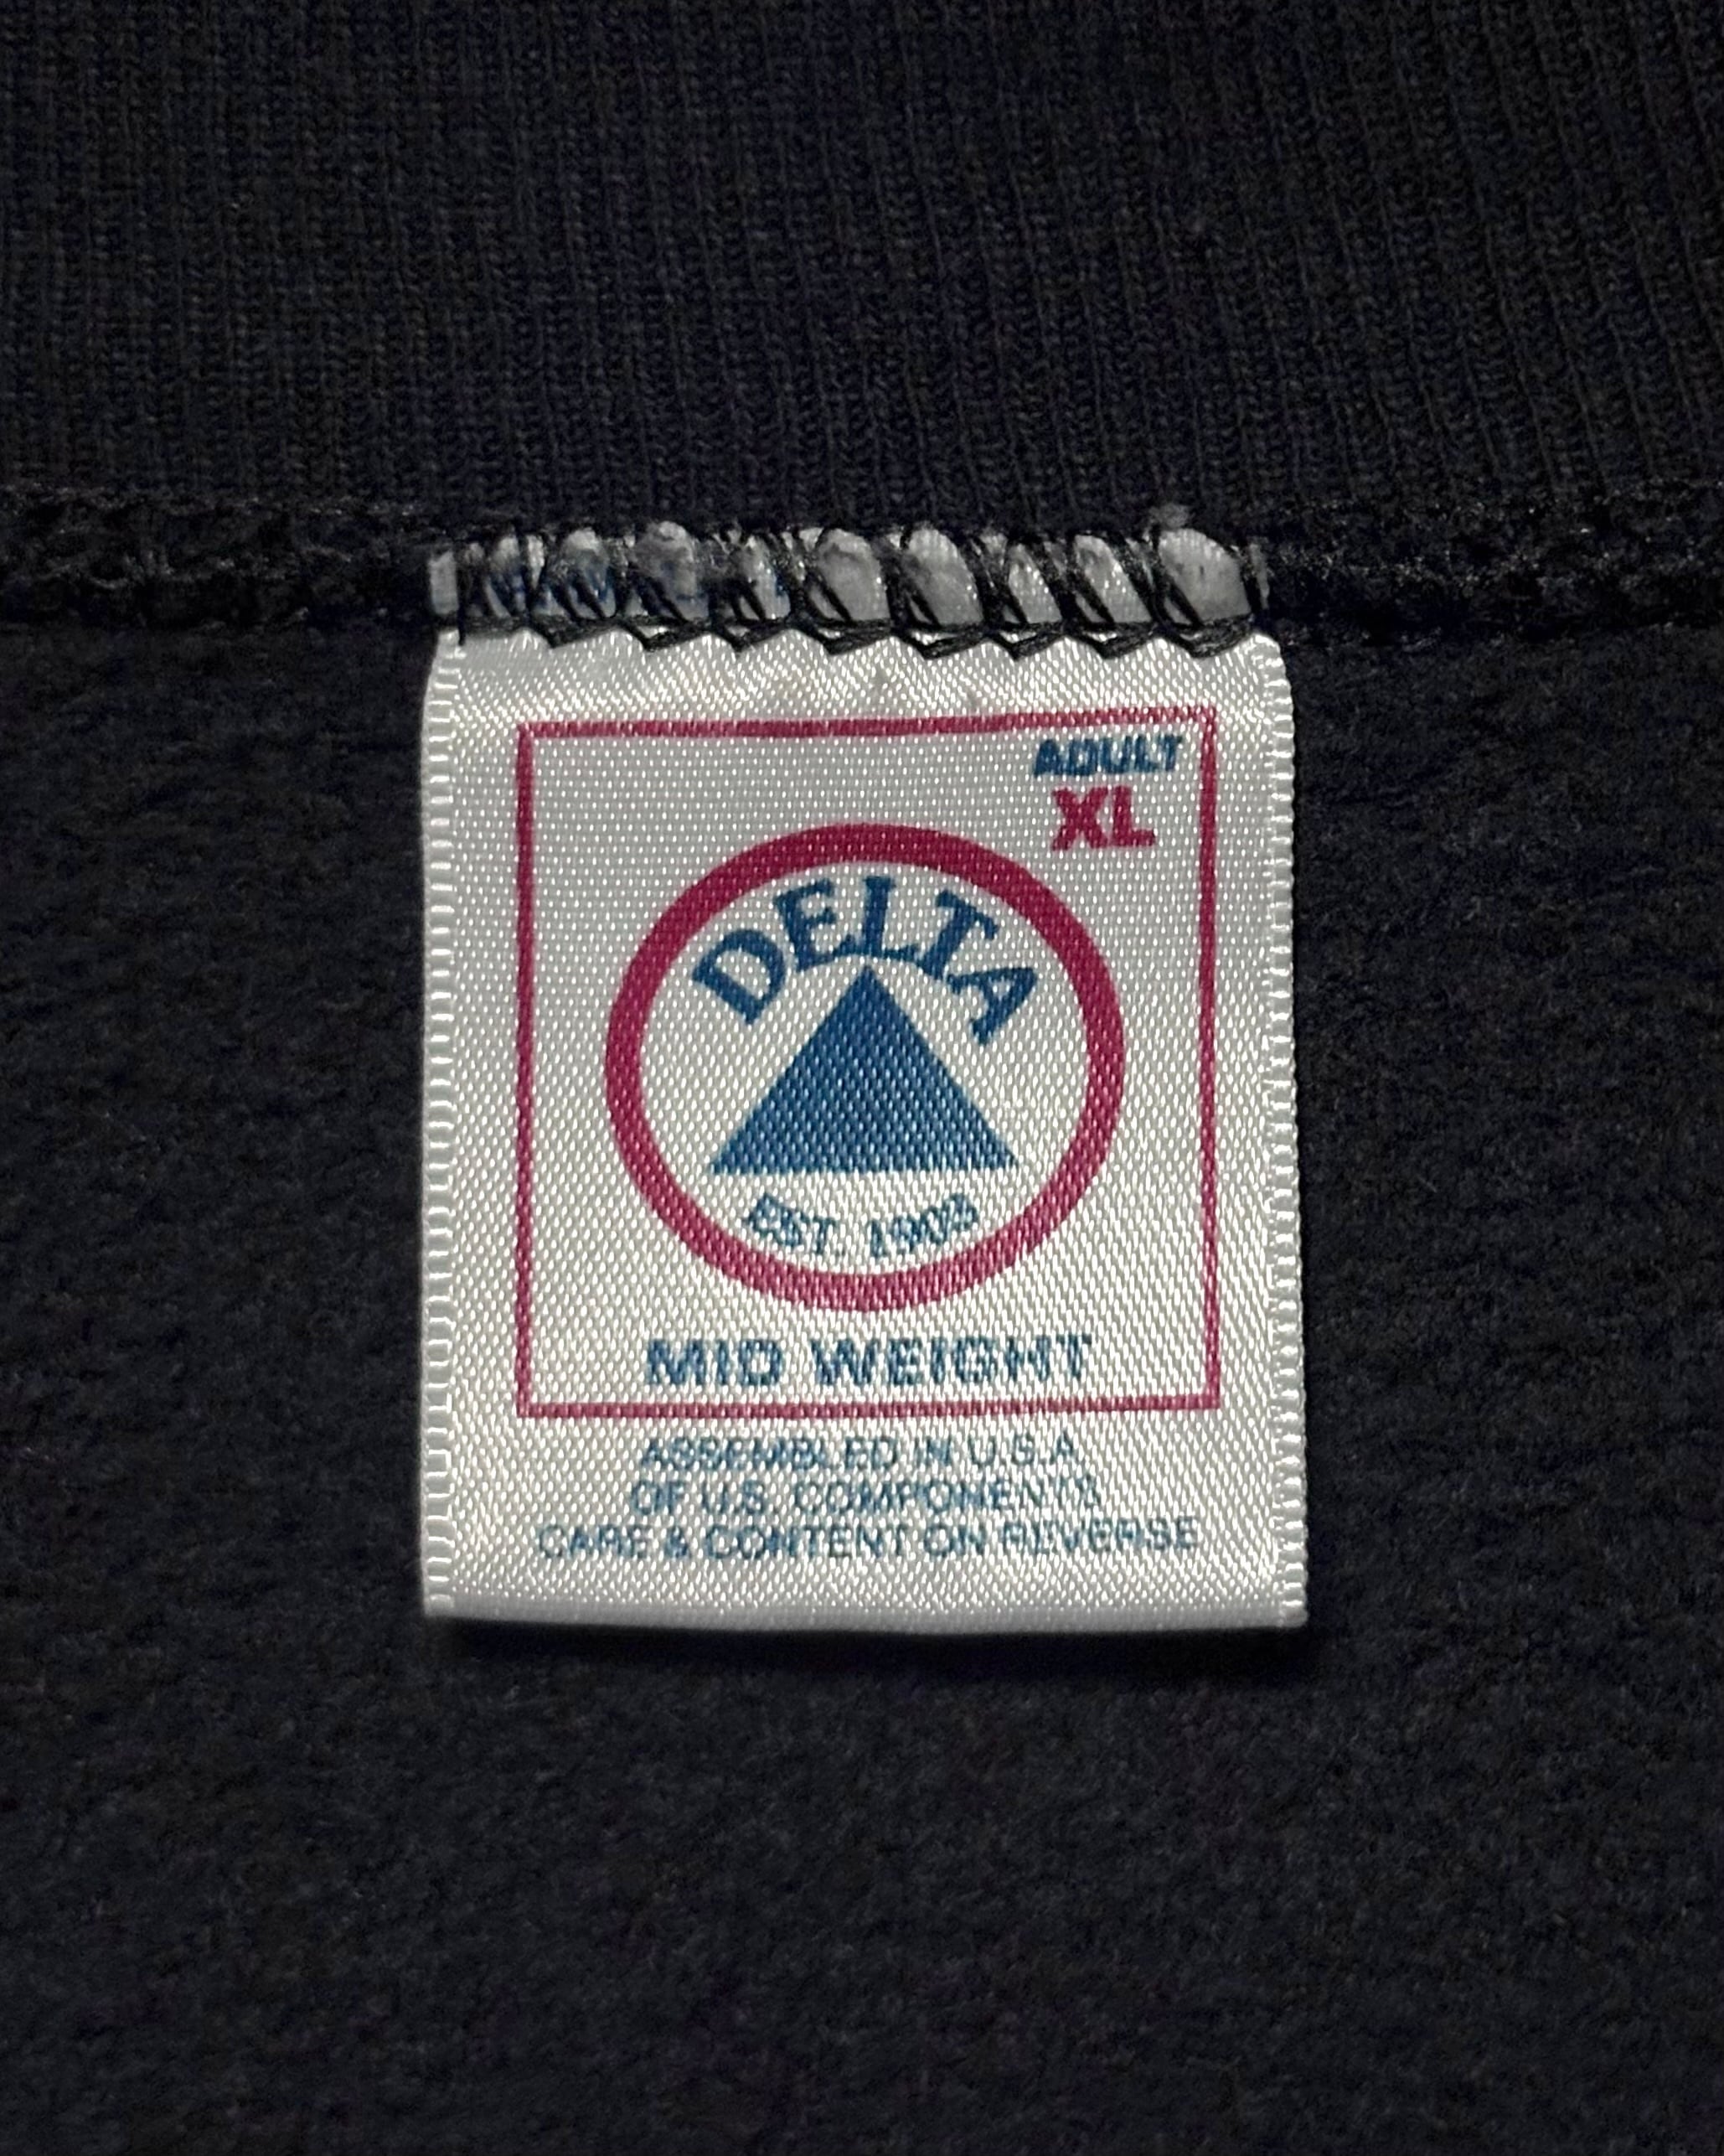 ADULT
XL
DELTA
EST. 1903
MID WEIGHT
ASSEMBLED IN U.S.A
OF U.S. COMPONENTS
CARE & CONTENT ON REVERSE